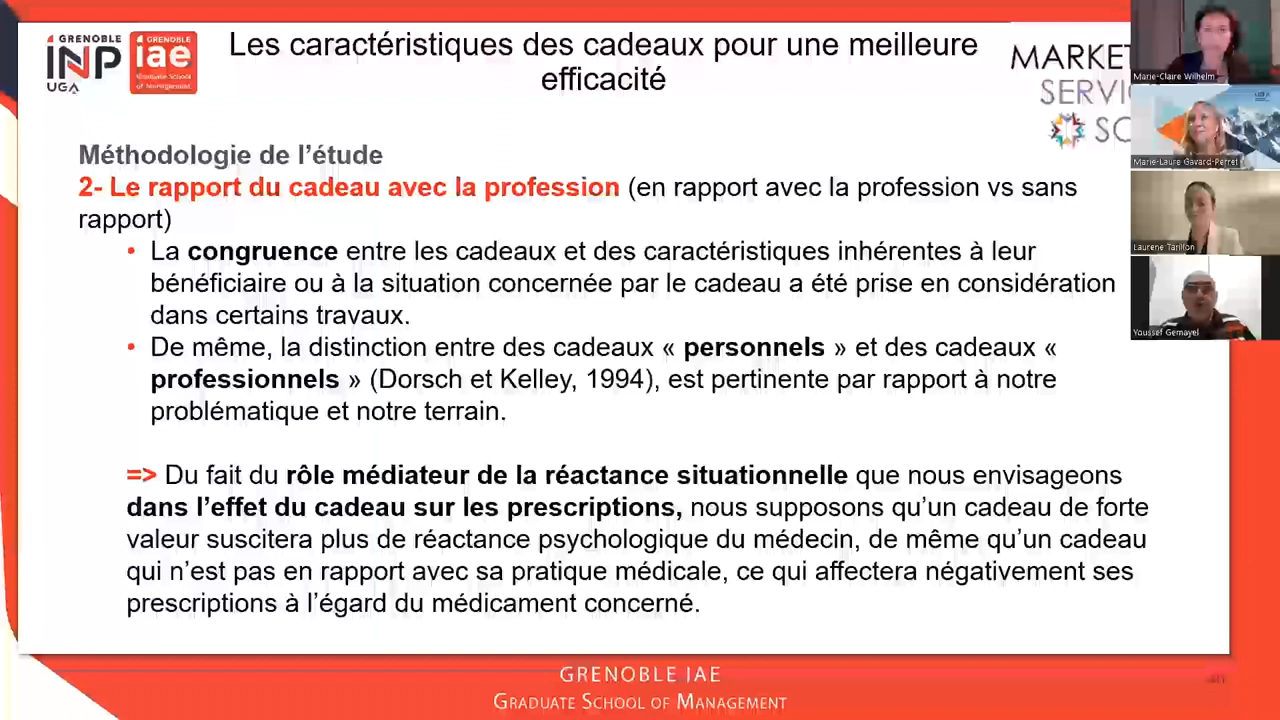 GRENOBLE
INP
UGA
GRENOBLE
iae
Graduate School
of Management
Les caractéristiques des cadeaux pour une meilleure
efficacité
MARKET
SERVI
SO
Méthodologie de l’étude
2- Le rapport du cadeau avec la profession (en rapport avec la profession vs sans
rapport)
• La congruence entre les cadeaux et des caractéristiques inhérentes à leur
bénéficiaire ou à la situation concernée par le cadeau a été prise en considération
dans certains travaux.
• De même, la distinction entre des cadeaux « personnels » et des cadeaux «
professionnels » (Dorsch et Kelley, 1994), est pertinente par rapport à notre
problématique et notre terrain.
=> Du fait du rôle médiateur de la réactance situationnelle que nous envisageons
dans l’effet du cadeau sur les prescriptions, nous supposons qu’un cadeau de forte
valeur suscitera plus de réactance psychologique du médecin, de même qu’un cadeau
qui n’est pas en rapport avec sa pratique médicale, ce qui affectera négativement ses
prescriptions à l’égard du médicament concerné.
GRENOBLE IAE
GRADUATE SCHOOL OF MANAGEMENT
Marie-Claire Wilhelm
Marie-Laure Gavard-Perret
Laurene Tarillon
Youssef Gemayel